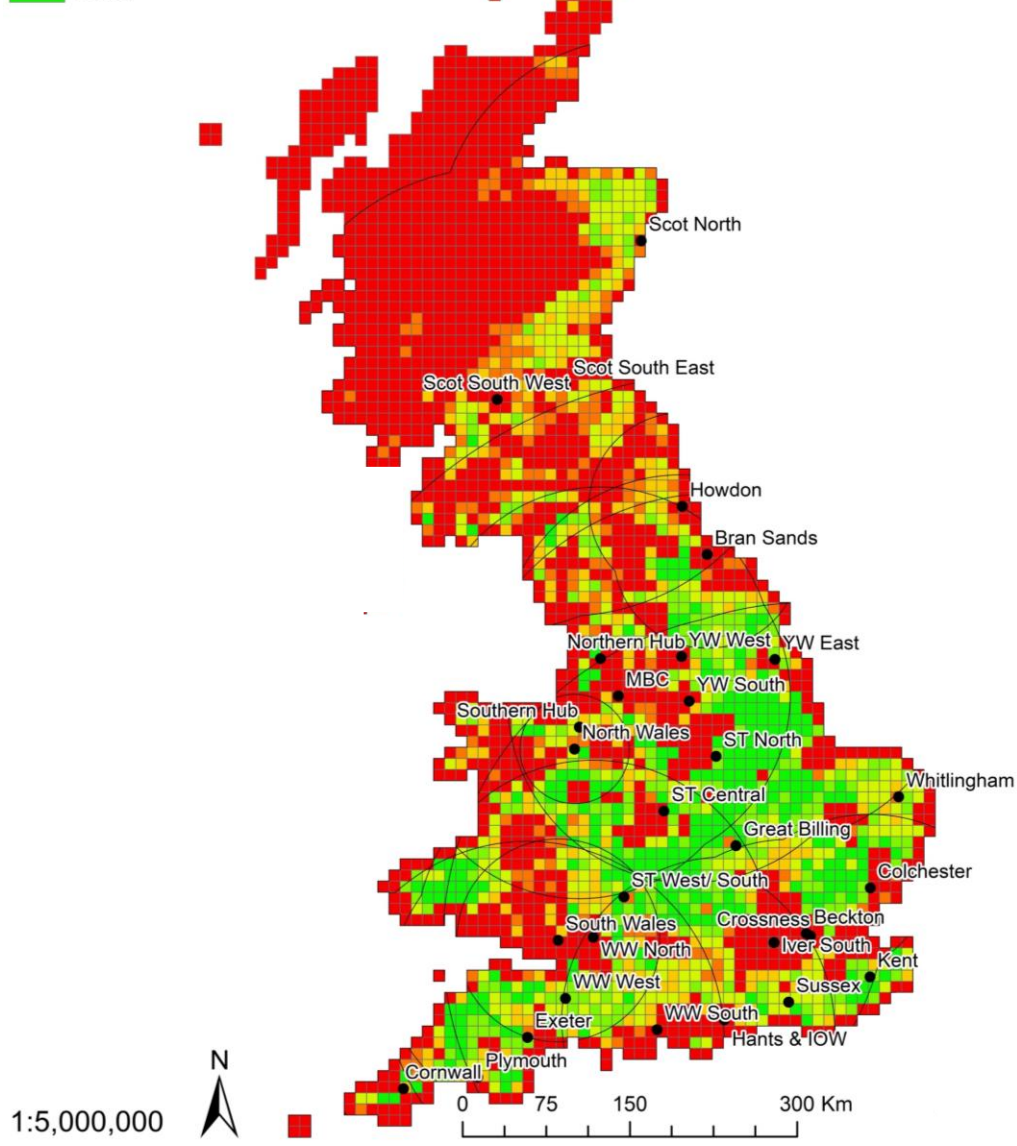 Scot North
Scot South East
Scot South West
Howdon
Bran Sands
Northern Hub
YW West
YW East
MBC
YW South
Southern Hub
North Wales
ST North
Whitlingham
ST Central
Great Billing
Colchester
ST West/ South
South Wales
Crossness
Beckton
WW North
Iver South
Kent
WW West
Sussex
Exeter
WW South
Hants & IOW
Plymouth
Cornwall
N
1:5,000,000
0 75 150 300 Km